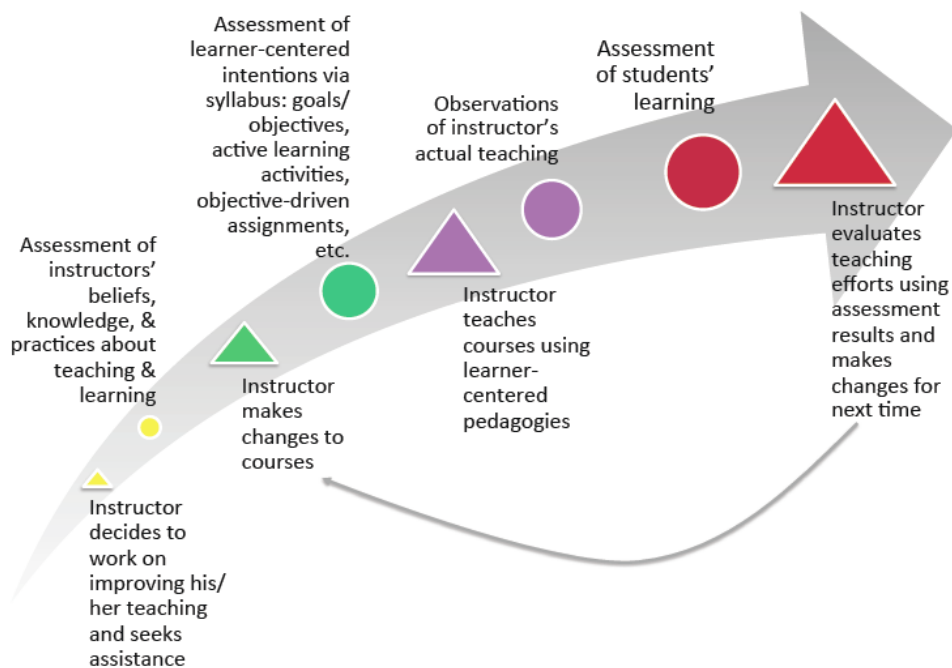 Assessment of
instructors'
beliefs,
knowledge, &
practices about
teaching &
learning
Instructor
decides to
work on
improving his/
her teaching
and seeks
assistance
Assessment of
learner-centered
intentions via
syllabus: goals/
objectives,
active learning
activities,
objective-driven
assignments,
etc.
Instructor
makes
changes to
courses
Observations
of instructor's
actual teaching
Instructor
teaches
courses using
learner-
centered
pedagogies
Assessment
of students'
learning
Instructor
evaluates
teaching
efforts using
assessment
results and
makes
changes for
next time